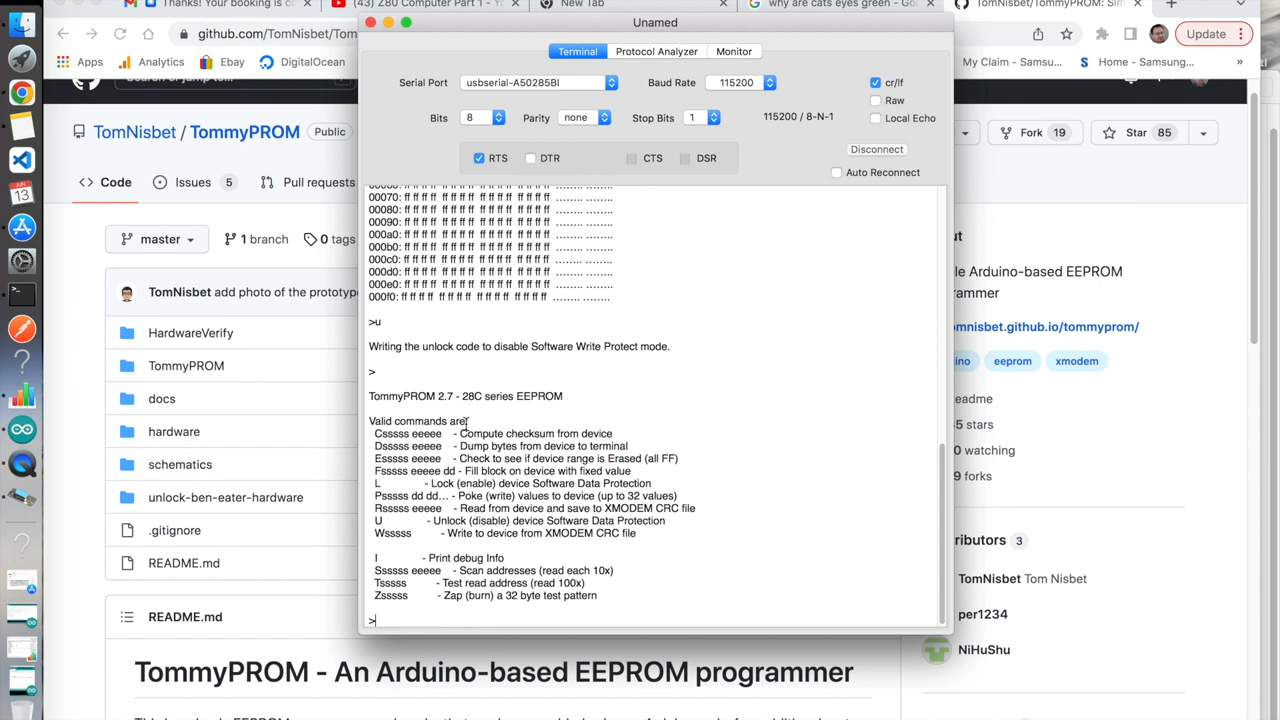 Thanks! Your booking is co
(43) Z80 Computer Part 1 - Y
New Tab
why are cats eyes green - Go
TomNisbet/TommyPROM: Sim
github.com/TomNisbet/Tom
Update
Apps
Analytics
Ebay
DigitalOcean
My Claim - Samsu...
Home - Samsung...
»
Unamed
Terminal
Protocol Analyzer
Monitor
Serial Port
usbserial-A50285BI
Baud Rate
115200
cr/lf
Raw
Bits
8
Parity
none
Stop Bits
1
115200 / 8-N-1
Local Echo
Disconnect
RTS
DTR
CTS
DSR
Auto Reconnect
TomNisbet / TommyPROM
Public
Fork 19
Star 85
Code
Issues 5
Pull requests
master
1 branch
0 tags
TomNisbet add photo of the prototype
HardwareVerify
TommyPROM
docs
hardware
schematics
unlock-ben-eater-hardware
.gitignore
README.md
README.md
TommyPROM - An Arduino-based EEPROM programmer
00070: ff ff ff ff  ff ff ff ff  ff ff ff ff  ff ff ff ff  ........ ........
00080: ff ff ff ff  ff ff ff ff  ff ff ff ff  ff ff ff ff  ........ ........
00090: ff ff ff ff  ff ff ff ff  ff ff ff ff  ff ff ff ff  ........ ........
000a0: ff ff ff ff  ff ff ff ff  ff ff ff ff  ff ff ff ff  ........ ........
000b0: ff ff ff ff  ff ff ff ff  ff ff ff ff  ff ff ff ff  ........ ........
000c0: ff ff ff ff  ff ff ff ff  ff ff ff ff  ff ff ff ff  ........ ........
000d0: ff ff ff ff  ff ff ff ff  ff ff ff ff  ff ff ff ff  ........ ........
000e0: ff ff ff ff  ff ff ff ff  ff ff ff ff  ff ff ff ff  ........ ........
000f0: ff ff ff ff  ff ff ff ff  ff ff ff ff  ff ff ff ff  ........ ........
>u
Writing the unlock code to disable Software Write Protect mode.
>
TommyPROM 2.7 - 28C series EEPROM
Valid commands are:
Csssss eeeee - Compute checksum from device
Dsssss eeeee - Dump bytes from device to terminal
Esssss eeeee - Check to see if device range is Erased (all FF)
Fsssss eeeee dd - Fill block on device with fixed value
L - Lock (enable) device Software Data Protection
Psssss dd dd... - Poke (write) values to device (up to 32 values)
Rsssss eeeee - Read from device and save to XMODEM CRC file
U - Unlock (disable) device Software Data Protection
Wsssss - Write to device from XMODEM CRC file
I - Print debug Info
Ssssss eeeee - Scan addresses (read each 10x)
Tsssss - Test read address (read 100x)
Zsssss - Zap (burn) a 32 byte test pattern
>
ut
le Arduino-based EEPROM
rammer
omnisbet.github.io/tommyprom/
ino
eeprom
xmodem
eadme
5 stars
watching
9 forks
ributors 3
TomNisbet Tom Nisbet
per1234
NiHuShu
JUN
13